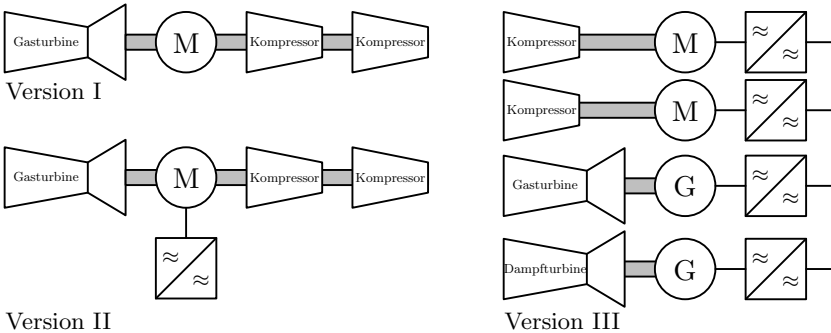 Gasturbine M Kompressor Kompressor
Version I
Gasturbine M Kompressor Kompressor
≈
≈
Version II
Kompressor M ≈
≈
Kompressor M ≈
≈
Gasturbine G ≈
≈
Dampfturbine G ≈
≈
Version III